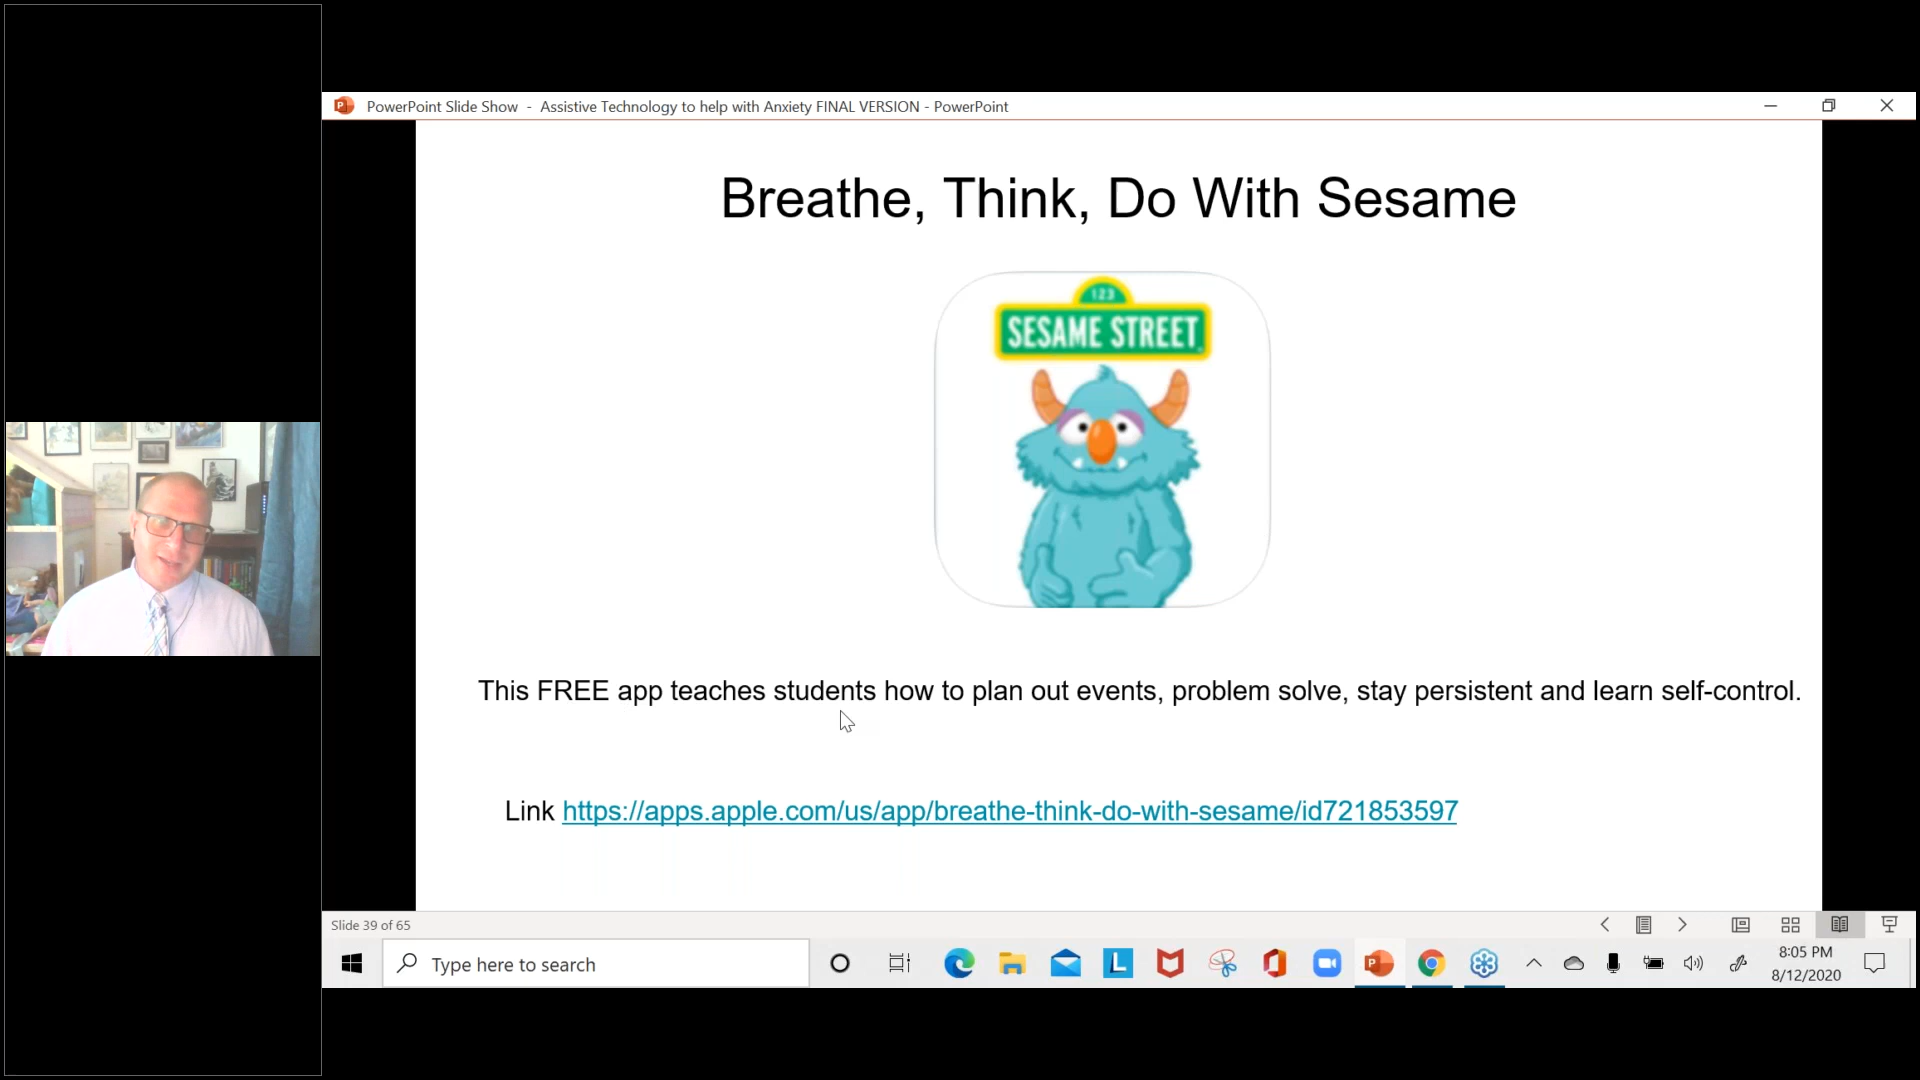 PowerPoint Slide Show - Assistive Technology to help with Anxiety FINAL VERSION - PowerPoint
Breathe, Think, Do With Sesame
123
SESAME STREET
This FREE app teaches students how to plan out events, problem solve, stay persistent and learn self-control.
Link https://apps.apple.com/us/app/breathe-think-do-with-sesame/id721853597
Slide 39 of 65
Type here to search
8:05 PM
8/12/2020